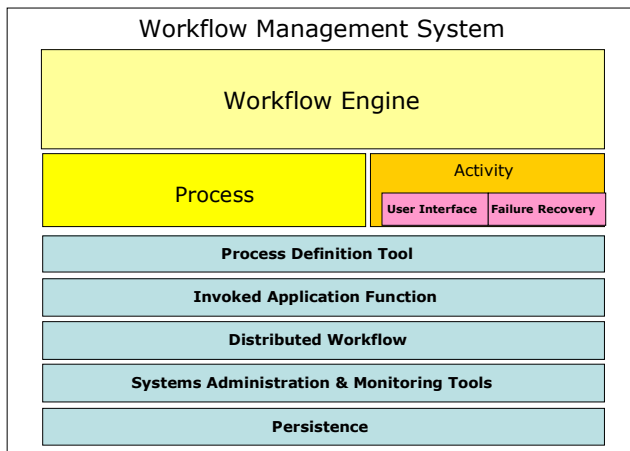 Workflow Management System
Workflow Engine
Process
Activity
User Interface
Failure Recovery
Process Definition Tool
Invoked Application Function
Distributed Workflow
Systems Administration & Monitoring Tools
Persistence